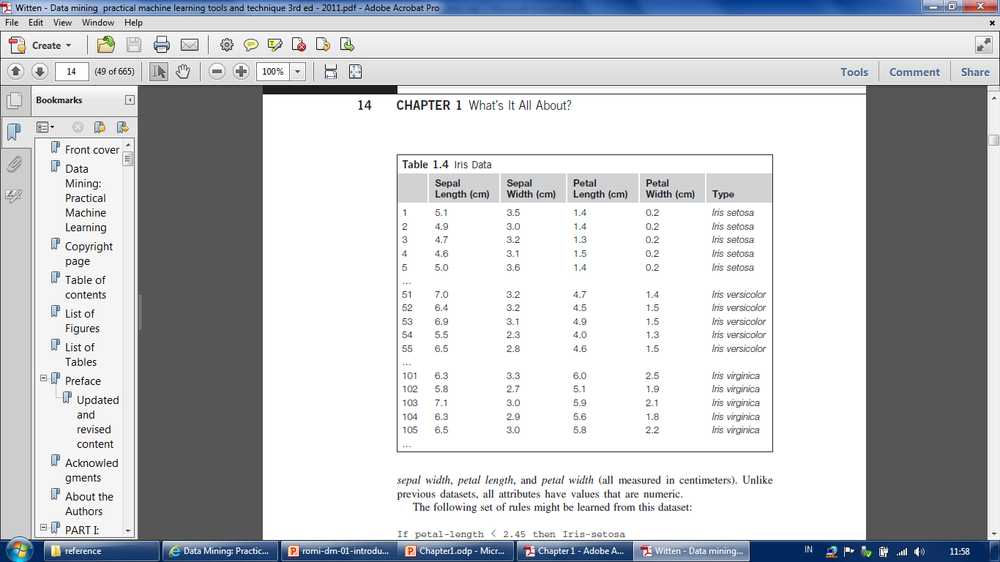 Witten - Data mining  practical machine learning tools and technique 3rd ed - 2011.pdf - Adobe Acrobat Pro
File Edit View Window Help
Create
14 (49 of 665) 100% Tools Comment Share
Bookmarks
Front cover
Data
Mining:
Practical
Machine
Learning
Copyright
page
Table of
contents
List of
Figures
List of
Tables
Preface
Updated
and
revised
content
Acknowled
gments
About the
Authors
PART I:
14 CHAPTER 1 What's It All About?
Table 1.4 Iris Data
Sepal Length (cm) Sepal Width (cm) Petal Length (cm) Petal Width (cm) Type
1 5.1 3.5 1.4 0.2 Iris setosa
2 4.9 3.0 1.4 0.2 Iris setosa
3 4.7 3.2 1.3 0.2 Iris setosa
4 4.6 3.1 1.5 0.2 Iris setosa
5 5.0 3.6 1.4 0.2 Iris setosa
...
51 7.0 3.2 4.7 1.4 Iris versicolor
52 6.4 3.2 4.5 1.5 Iris versicolor
53 6.9 3.1 4.9 1.5 Iris versicolor
54 5.5 2.3 4.0 1.3 Iris versicolor
55 6.5 2.8 4.6 1.5 Iris versicolor
...
101 6.3 3.3 6.0 2.5 Iris virginica
102 5.8 2.7 5.1 1.9 Iris virginica
103 7.1 3.0 5.9 2.1 Iris virginica
104 6.3 2.9 5.6 1.8 Iris virginica
105 6.5 3.0 5.8 2.2 Iris virginica
...
sepal width, petal length, and petal width (all measured in centimeters). Unlike
previous datasets, all attributes have values that are numeric.
The following set of rules might be learned from this dataset:
If petal-length < 2.45 then Iris-setosa
reference Data Mining: Practic... romi-dm-01-introdu... Chapter1.odp - Micr... Chapter 1 - Adobe A... Witten - Data mining... IN 11:58